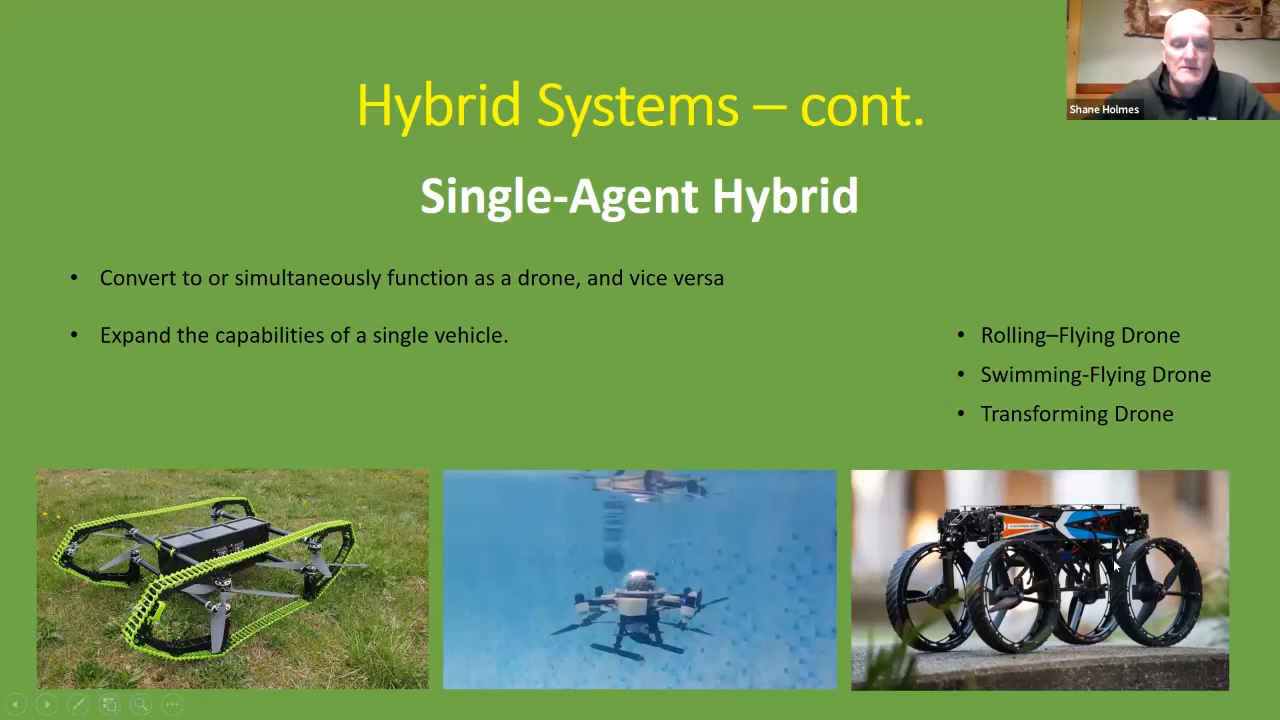 Hybrid Systems – cont.
Shane Holmes
Single-Agent Hybrid
• Convert to or simultaneously function as a drone, and vice versa
• Expand the capabilities of a single vehicle.
• Rolling–Flying Drone
• Swimming-Flying Drone
• Transforming Drone